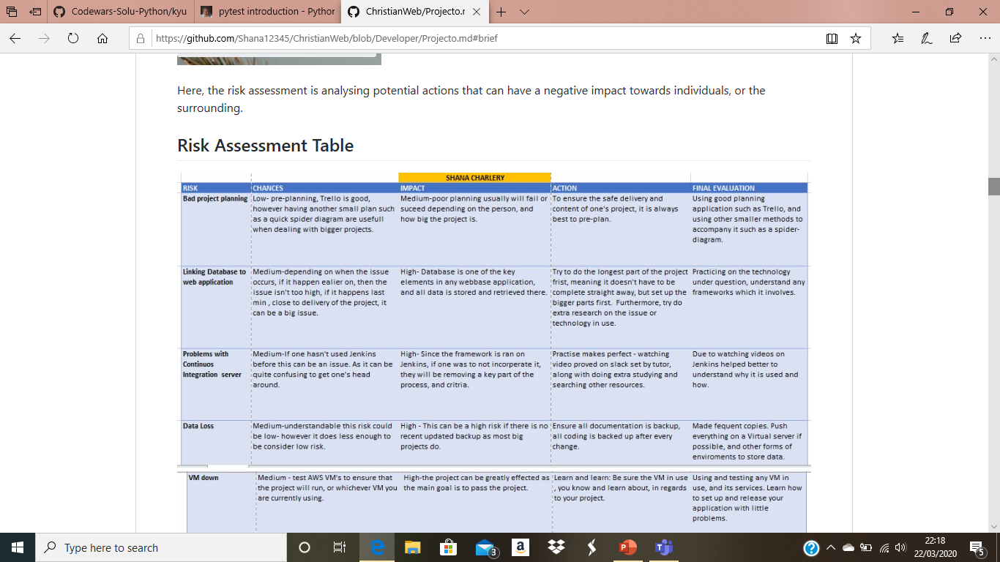 Codewars-Solu-Python/kyu
pytest introduction - Python
ChristianWeb/Projecto.r
https://github.com/Shana12345/ChristianWeb/blob/Developer/Projecto.md#brief
Here, the risk assessment is analysing potential actions that can have a negative impact towards individuals, or the
surrounding.
Risk Assessment Table
SHANA CHARLERY
RISK CHANCES IMPACT ACTION FINAL EVALUATION
Bad project planning
Low- pre-planning, Trello is good,
however having another small plan such
as a quick spider diagram are usefull
when dealing with bigger projects.
Medium-poor planning usually will fail or
suceed depending on the person, and
how big the project is.
To ensure the safe delivery and
content of one's project, it is always
best to pre-plan.
Using good planning
application such as Trello, and
using other smaller methods to
accompany it such as a spider-
diagram.
Linking Database to
web application
Medium-depending on when the issue
occurs, if it happen ealier on, then the
issue isn't too high, if it happens last
min , close to delivery of the project, it
can be a big issue.
High- Database is one of the key
elements in any webbase application,
and all data is stored and retrieved there.
Try to do the longest part of the project
frist, meaning it doesn't have to be
complete straight away, but set up the
bigger parts first. Furthermore, try do
extra research on the issue or
technology in use.
Practicing on the technology
under question, understand any
frameworks which it involves.
Problems with
Continuos
Integration server
Medium-If one hasn't used Jenkins
before this can be an issue. As it can be
quite confusing to get one's head
around.
High- Since the framework is ran on
Jenkins, if one was to not incorperate it,
they will be removing a key part of the
process, and critria.
Practise makes perfect - watching
video proved on slack set by tutor,
along with doing extra studying and
searching other resources.
Due to watching videos on
Jenkins helped better to
understand why it is used and
how.
Data Loss
Medium-understandable this risk could
be low- however it does less enough to
be consider low risk.
High - This can be a high risk if there is no
recent updated backup as most big
projects do.
Ensure all documentation is backup,
all coding is backed up after every
change.
Made fequent copies. Push
everything on a Virtual server if
possible, and other forms of
enviroments to store data.
VM down
Medium - test AWS VM's to ensure that
the project will run, or whichever VM you
are currently using.
High-the project can be greatly effected as
the main goal is to pass the project.
Learn and learn: Be sure the VM in use
, you know and learn about, in regards
to your project.
Using and testing any VM in
use, and its services. Learn how
to set up and release your
application with little
problems.
Type here to search
3
22:18
22/03/2020
5